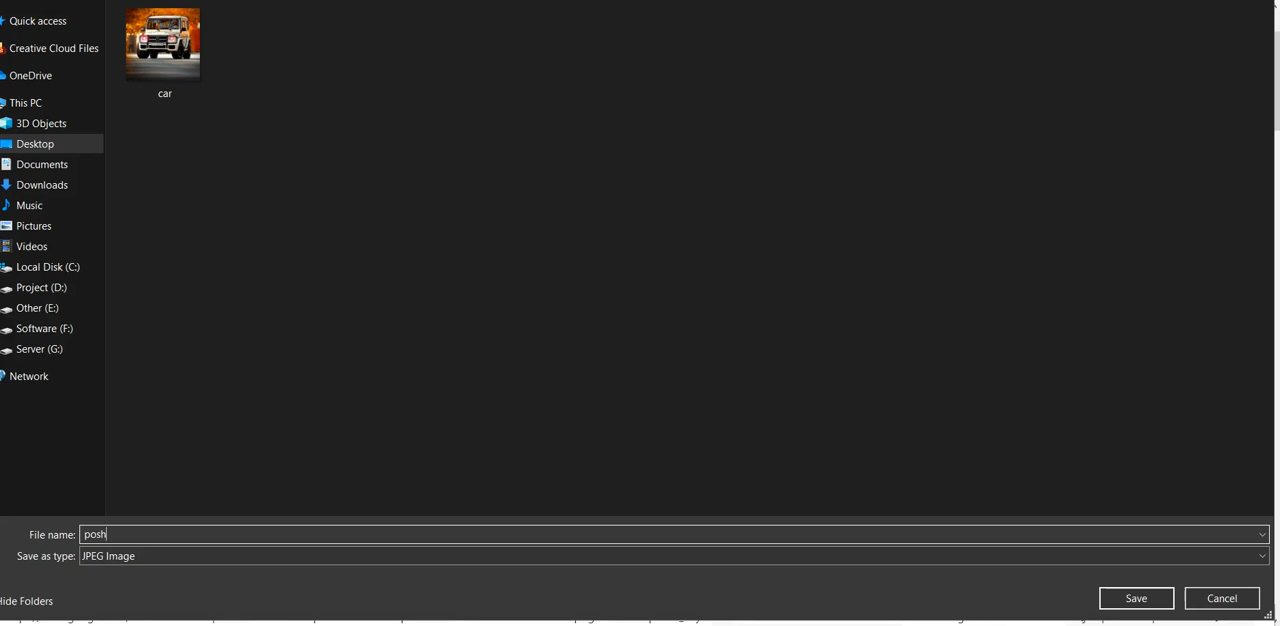 Quick access
Creative Cloud Files
OneDrive
This PC
3D Objects
Desktop
Documents
Downloads
Music
Pictures
Videos
Local Disk (C:)
Project (D:)
Other (E:)
Software (F:)
Server (G:)
Network
car
File name: posh
Save as type: JPEG Image
Hide Folders
Save Cancel